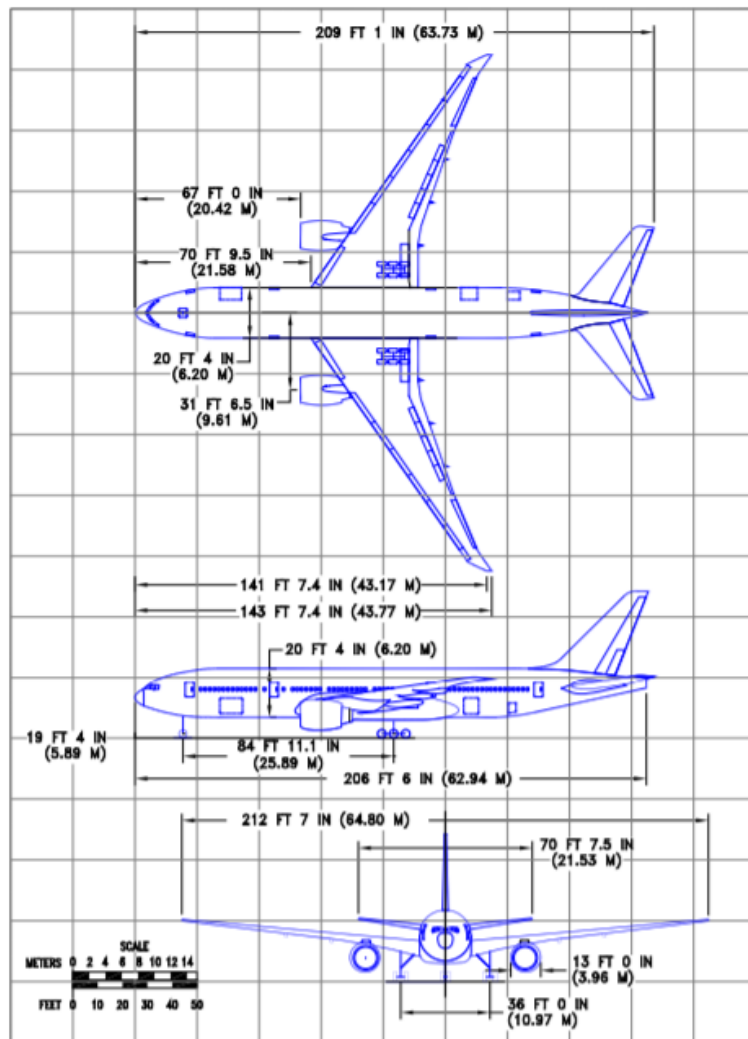 209 FT 1 IN (63.73 M)
67 FT 0 IN
(20.42 M)
70 FT 9.5 IN
(21.58 M)
20 FT 4 IN
(6.20 M)
31 FT 6.5 IN
(9.61 M)
141 FT 7.4 IN (43.17 M)
143 FT 7.4 IN (43.77 M)
20 FT 4 IN (6.20 M)
19 FT 4 IN
(5.89 M)
84 FT 11.1 IN
(25.89 M)
206 FT 6 IN (62.94 M)
212 FT 7 IN (64.80 M)
70 FT 7.5 IN
(21.53 M)
SCALE
METERS 0 2 4 6 8 10 12 14
FEET 0 10 20 30 40 50
13 FT 0 IN
(3.96 M)
36 FT 0 IN
(10.97 M)